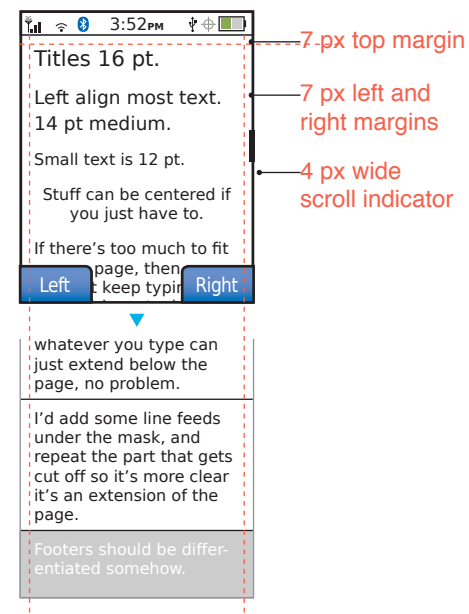 3:52PM
Titles 16 pt.
Left align most text.
14 pt medium.
Small text is 12 pt.
Stuff can be centered if
you just have to.
If there's too much to fit
page, then
keep typin
Left
Right
whatever you type can
just extend below the
page, no problem.
I'd add some line feeds
under the mask, and
repeat the part that gets
cut off so it's more clear
it's an extension of the
page.
Footers should be differ-
entiated somehow.
7 px top margin
7 px left and
right margins
4 px wide
scroll indicator